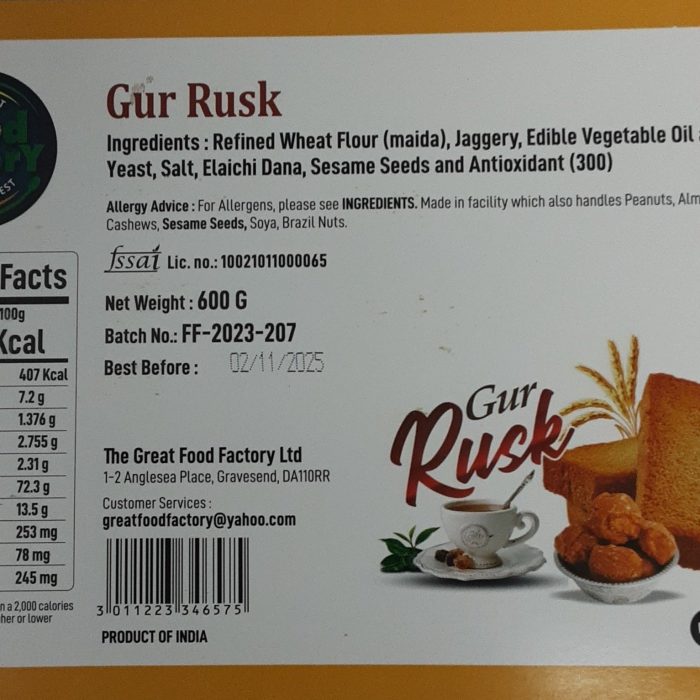 Gur Rusk
Ingredients : Refined Wheat Flour (maida), Jaggery, Edible Vegetable Oil
Yeast, Salt, Elaichi Dana, Sesame Seeds and Antioxidant (300)
Allergy Advice : For Allergens, please see INGREDIENTS. Made in facility which also handles Peanuts,
Cashews, Sesame Seeds, Soya, Brazil Nuts.
fssai Lic. no.: 10021011000065
Net Weight : 600 G
Batch No.: FF-2023-207
Best Before : 02/11/2025
The Great Food Factory Ltd
1-2 Anglesea Place, Gravesend, DA110RR
Customer Services :
greatfoodfactory@yahoo.com
3 011223 346575
PRODUCT OF INDIA
Facts
100g
Kcal
407 Kcal
7.2 g
1.376 g
2.755 g
2.31 g
72.3 g
13.5 g
253 mg
78 mg
245 mg
a 2,000 calories
or lower
Gur
Rusk